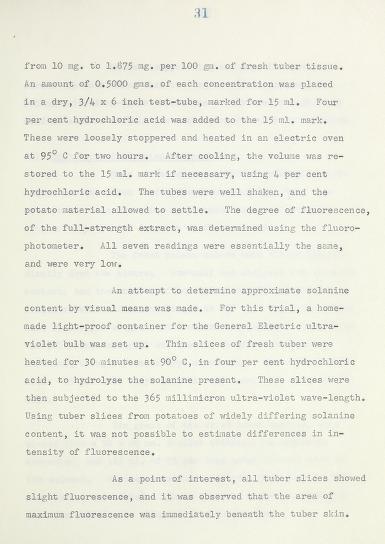 31
from 10 mg. to 1.875 mg. per 100 gm. of fresh tuber tissue.
An amount of 0.5000 gms. of each concentration was placed
in a dry, 3/4 x 6 inch test-tube, marked for 15 ml. Four
per cent hydrochloric acid was added to the 15 ml. mark.
These were loosely stoppered and heated in an electric oven
at 95° C for two hours. After cooling, the volume was re-
stored to the 15 ml. mark if necessary, using 4 per cent
hydrochloric acid. The tubes were well shaken, and the
potato material allowed to settle. The degree of fluorescence,
of the full-strength extract, was determined using the fluoro-
photometer. All seven readings were essentially the same,
and were very low.
An attempt to determine approximate solanine
content by visual means was made. For this trial, a home-
made light-proof container for the General Electric ultra-
violet bulb was set up. Thin slices of fresh tuber were
heated for 30 minutes at 90° C, in four per cent hydrochloric
acid, to hydrolyse the solanine present. These slices were
then subjected to the 365 millimicron ultra-violet wave-length.
Using tuber slices from potatoes of widely differing solanine
content, it was not possible to estimate differences in in-
tensity of fluorescence.
As a point of interest, all tuber slices showed
slight fluorescence, and it was observed that the area of
maximum fluorescence was immediately beneath the tuber skin.